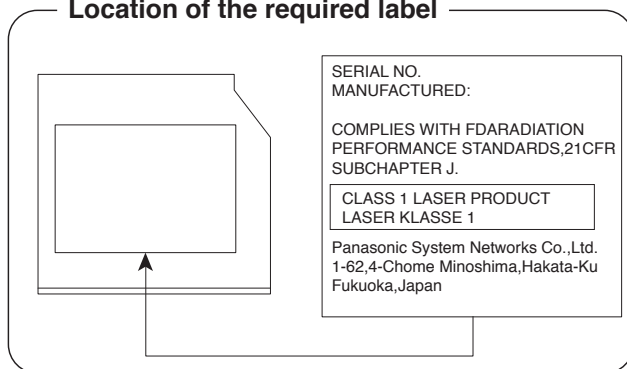 Location of the required label
SERIAL NO.
MANUFACTURED:
COMPLIES WITH FDARADIATION
PERFORMANCE STANDARDS,21CFR
SUBCHAPTER J.
CLASS 1 LASER PRODUCT
LASER KLASSE 1
Panasonic System Networks Co.,Ltd.
1-62,4-Chome Minoshima,Hakata-Ku
Fukuoka,Japan